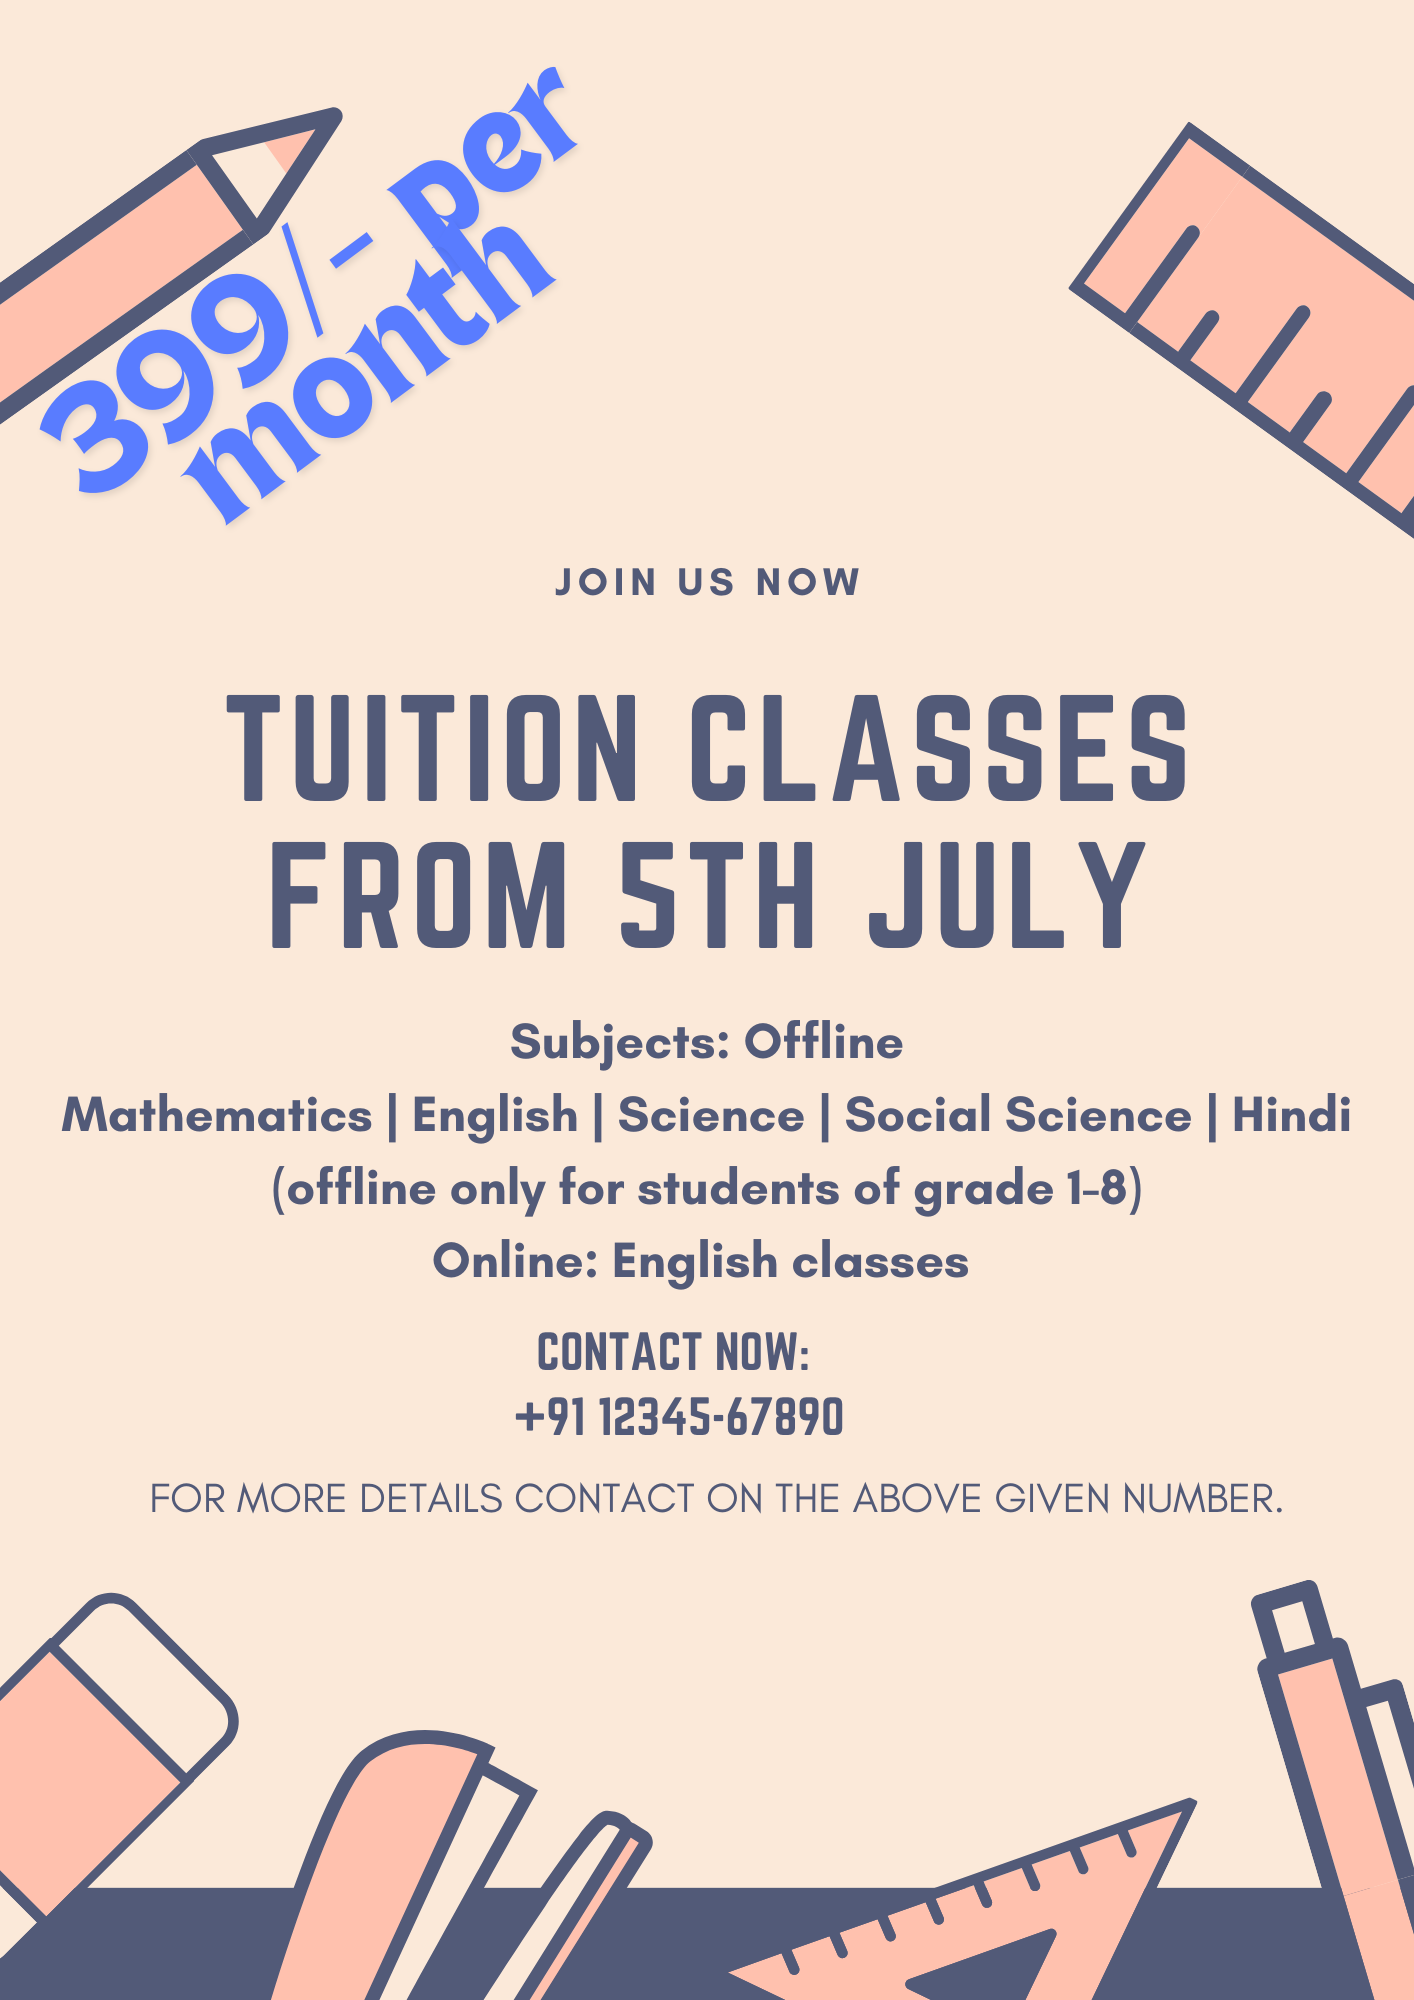 399/- per
month
JOIN US NOW
TUITION CLASSES
FROM 5TH JULY
Subjects: Offline
Mathematics | English | Science | Social Science | Hindi
(offline only for students of grade 1-8)
Online: English classes
CONTACT NOW:
+91 12345-67890
FOR MORE DETAILS CONTACT ON THE ABOVE GIVEN NUMBER.